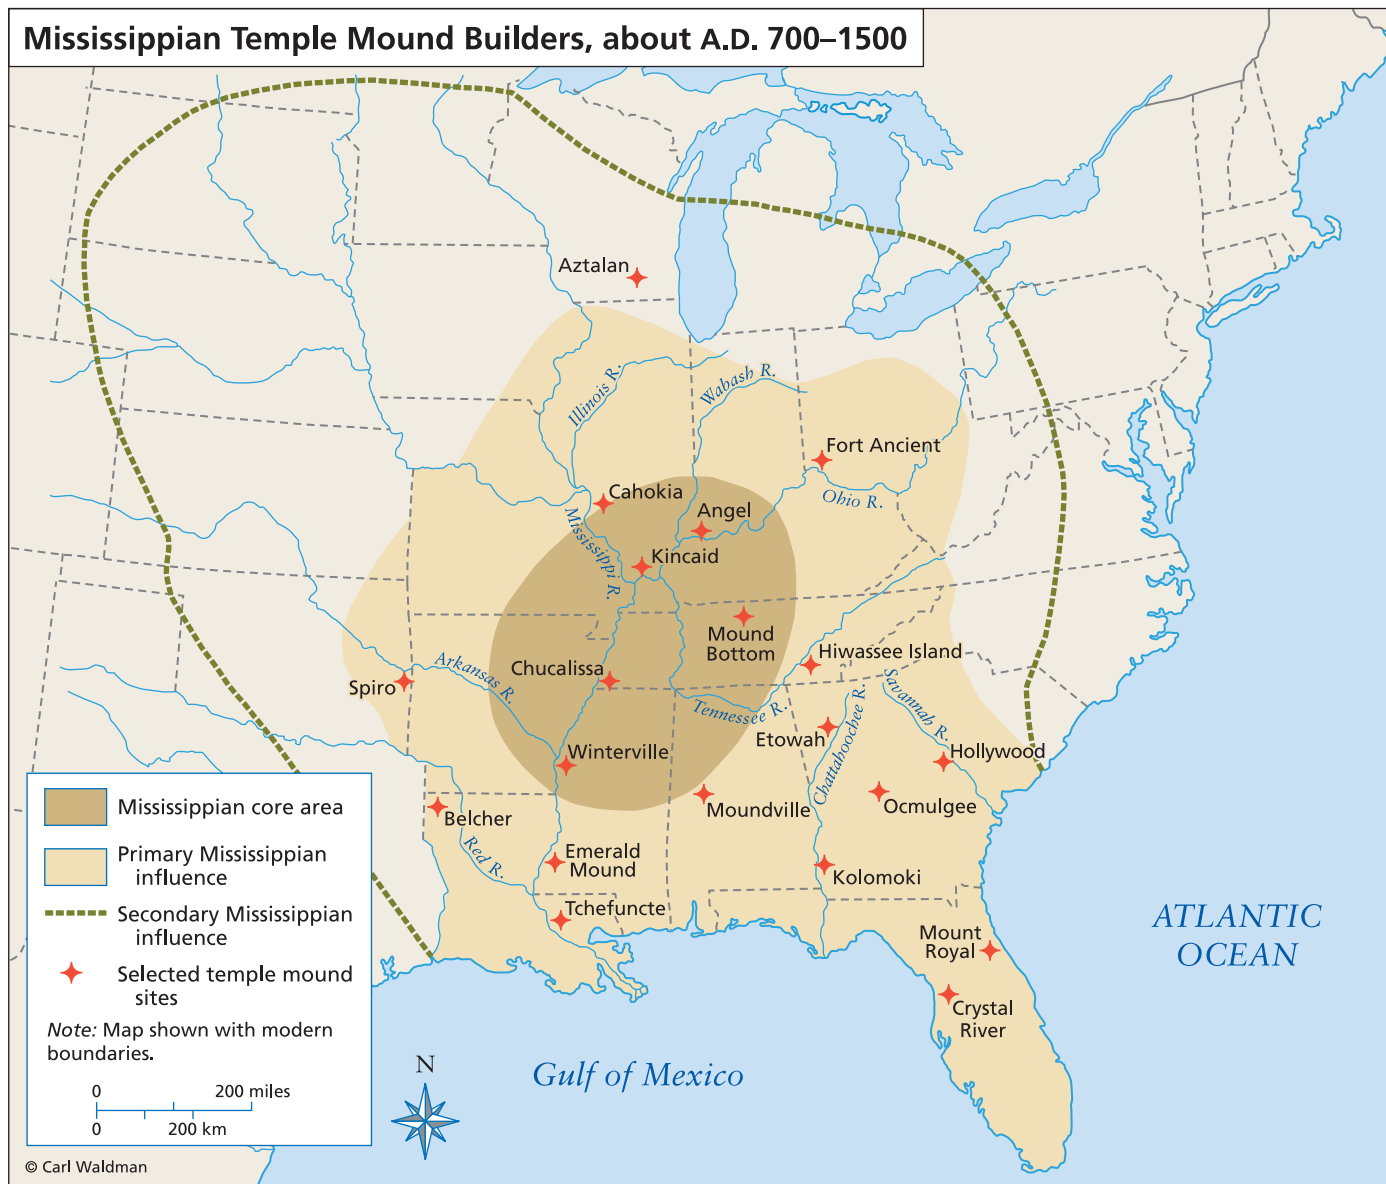 Mississippian Temple Mound Builders, about A.D. 700–1500
Aztalan
Illinois R.
Wabash R.
Fort Ancient
Ohio R.
Cahokia
Angel
Mississippi R.
Kincaid
Mound
Bottom
Hiwassee Island
Chucalissa
Arkansas R.
Spiro
Savannah R.
Tennessee R.
Etowah
Chattahoochee R.
Hollywood
Winterville
Moundville
Ocmulgee
Belcher
Red R.
Emerald
Mound
Kolomoki
Tchefuncte
Mount
Royal
Crystal
River
ATLANTIC
OCEAN
Gulf of Mexico
N
Mississippian core area
Primary Mississippian
influence
Secondary Mississippian
influence
Selected temple mound
sites
Note: Map shown with modern
boundaries.
0 200 miles
0 200 km
© Carl Waldman